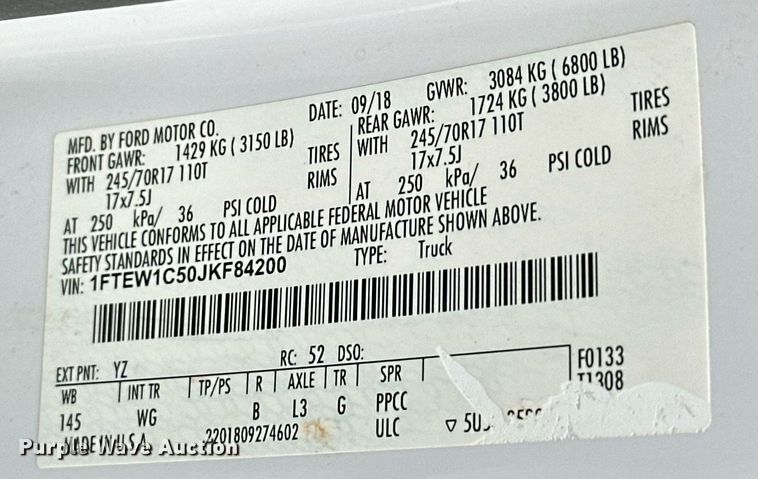 MFD. BY FORD MOTOR CO. DATE: 09/18 GVWR: 3084 KG ( 6800 LB)
FRONT GAWR: 1429 KG ( 3150 LB) REAR GAWR: 1724 KG ( 3800 LB)
WITH 245/70R17 110T TIRES WITH 245/70R17 110T TIRES
17x7.5J RIMS 17x7.5J RIMS
AT 250 kPa/ 36 PSI COLD AT 250 kPa/ 36 PSI COLD
THIS VEHICLE CONFORMS TO ALL APPLICABLE FEDERAL MOTOR VEHICLE
SAFETY STANDARDS IN EFFECT ON THE DATE OF MANUFACTURE SHOWN ABOVE.
VIN: 1FTEW1C50JKF84200 TYPE: Truck
EXT PNT: YZ RC: 52 DSO: F0133
WB INT TR TP/PS R AXLE TR SPR T1308
145 WG B L3 G PPCC
MADE IN U.S.A. 2201809274602 ULC
Purple Wave Auction